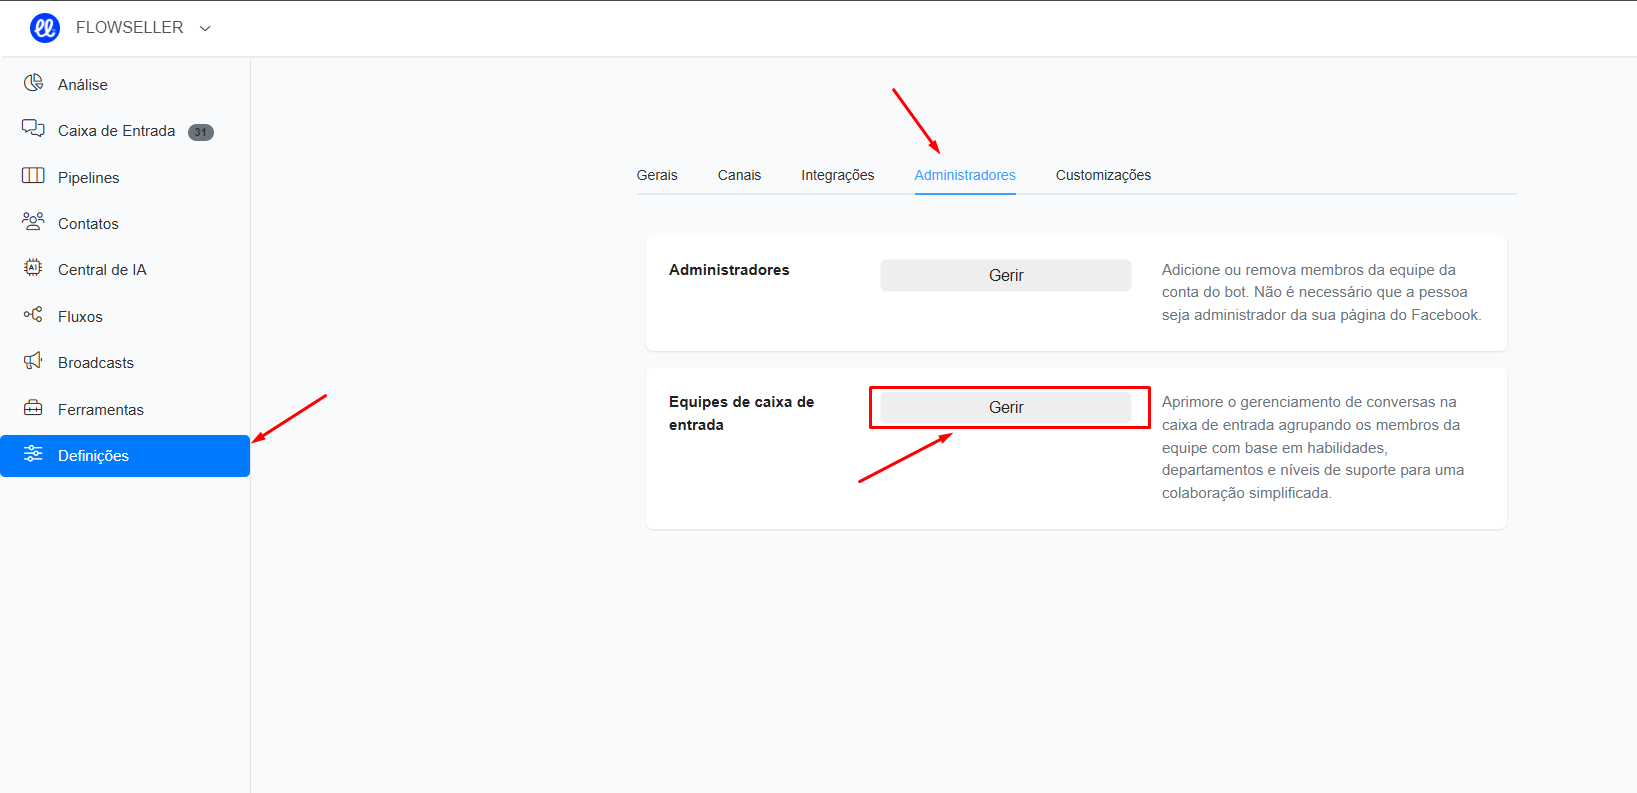 FLOWSELLER
Análise
Caixa de Entrada 31
Pipelines
Contatos
Central de IA
Fluxos
Broadcasts
Ferramentas
Definições
Gerais Canais Integrações Administradores Customizações
Administradores
Gerir
Adicione ou remova membros da equipe da
conta do bot. Não é necessário que a pessoa
seja administrador da sua página do Facebook.
Equipes de caixa de
entrada
Gerir
Aprimore o gerenciamento de conversas na
caixa de entrada agrupando os membros da
equipe com base em habilidades,
departamentos e níveis de suporte para uma
colaboração simplificada.